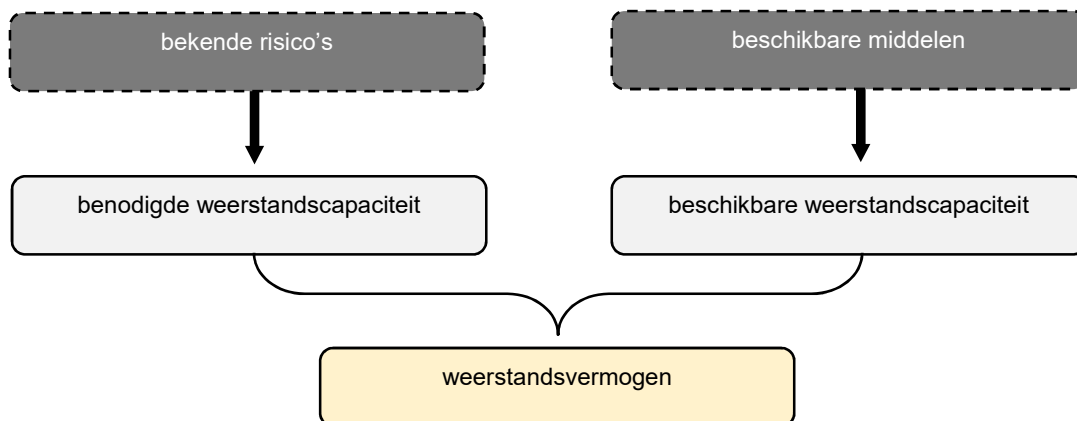 bekende risico’s
beschikbare middelen
benodigde weerstandscapaciteit
beschikbare weerstandscapaciteit
weerstandsvermogen